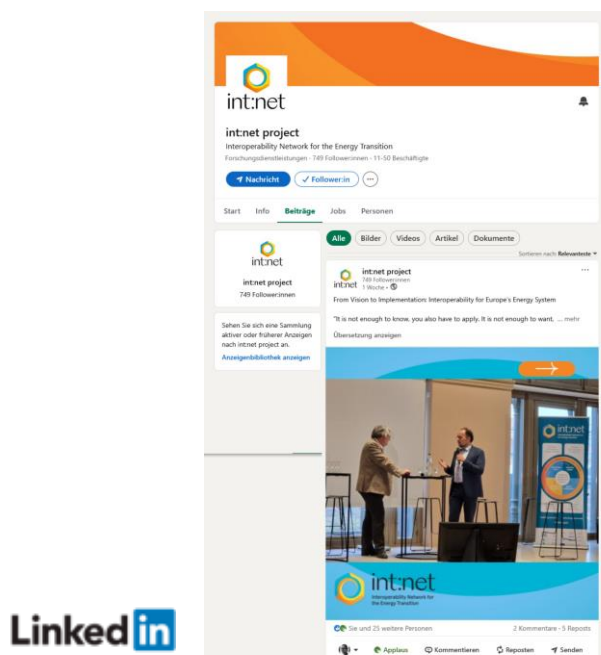 int:net
int:net project
Interoperability Network for the Energy Transition
Forschungsdienstleistungen · 749 Follower:innen · 11-50 Beschäftigte
Nachricht
Follower:in
Start Info Beiträge Jobs Personen
int:net
int:net project
749 Follower:innen
Sehen Sie sich eine Sammlung
aktiver oder früherer Anzeigen
nach int:net project an.
Anzeigenbibliothek anzeigen
Alle Bilder Videos Artikel Dokumente
Sortieren nach: Relevanteste
int:net
int:net project
749 Follower:innen
1 Woche •
From Vision to Implementation: Interoperability for Europe's Energy System
"It is not enough to know, you also have to apply. It is not enough to want. ... mehr
Übersetzung anzeigen
int:net
int:net
Interoperability Network for
the Energy Transition
Sie und 25 weitere Personen
2 Kommentare · 5 Reposts
Applaus Kommentieren Reposten Senden
Linked in